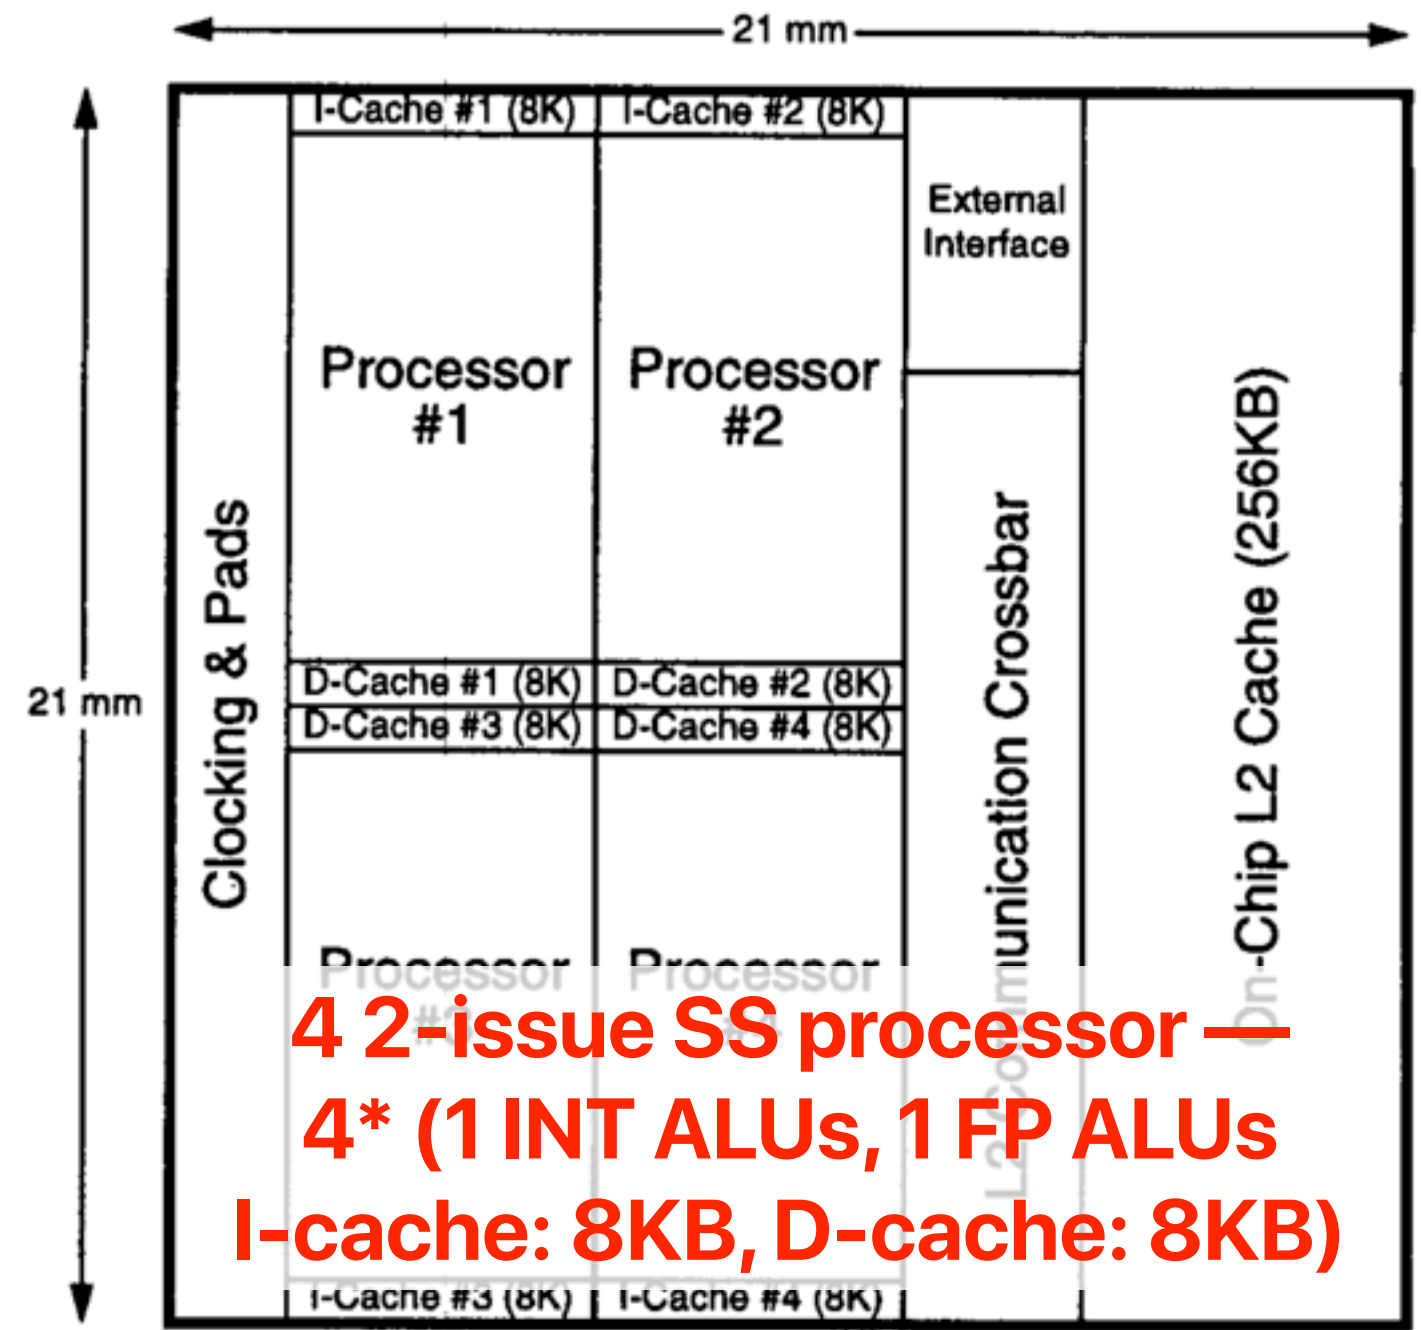 21 mm
21 mm
I-Cache #1 (8K)
I-Cache #2 (8K)
External
Interface
Processor
#1
Processor
#2
Clocking & Pads
D-Cache #1 (8K)
D-Cache #2 (8K)
D-Cache #3 (8K)
D-Cache #4 (8K)
L2 Communication Crossbar
On-Chip L2 Cache (256KB)
Processor
#3
Processor
#4
4 2-issue SS processor —
4* (1 INT ALUs, 1 FP ALUs
I-cache: 8KB, D-cache: 8KB)
I-Cache #3 (8K)
I-Cache #4 (8K)